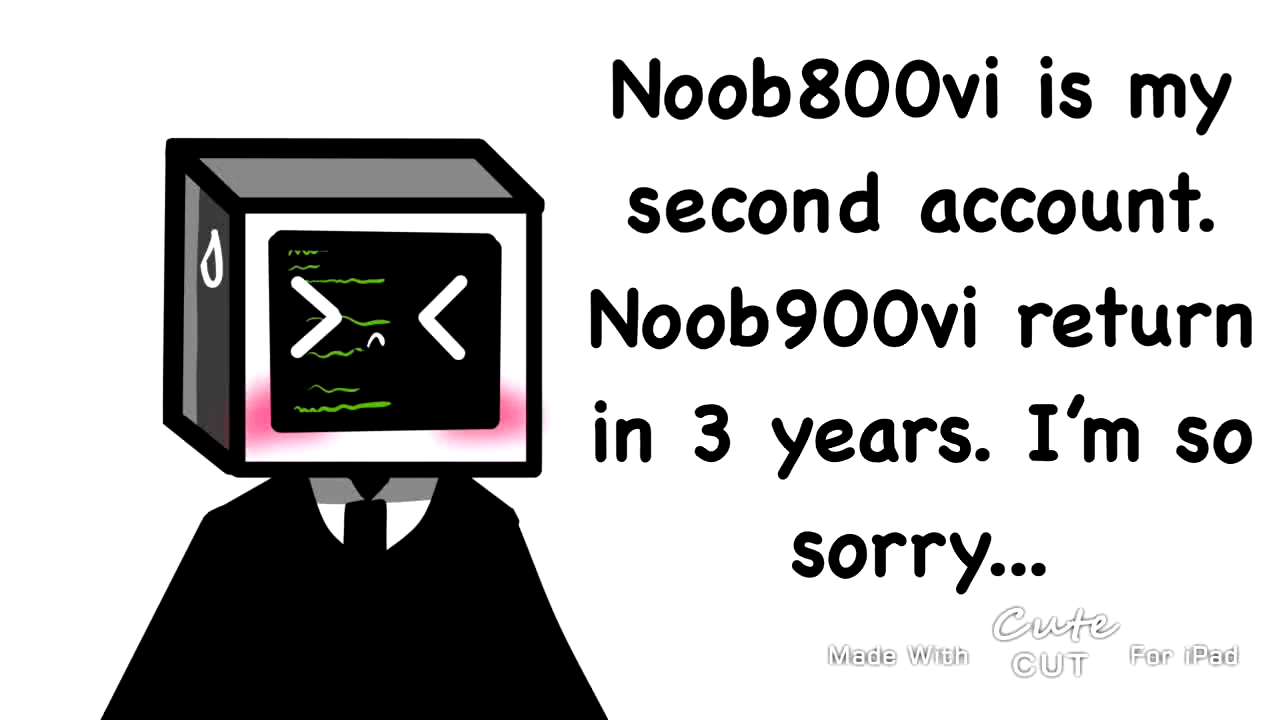 Noob800vi is my
second account.
Noob900vi return
in 3 years. I'm so
sorry...
Made With Cute CUT For iPad